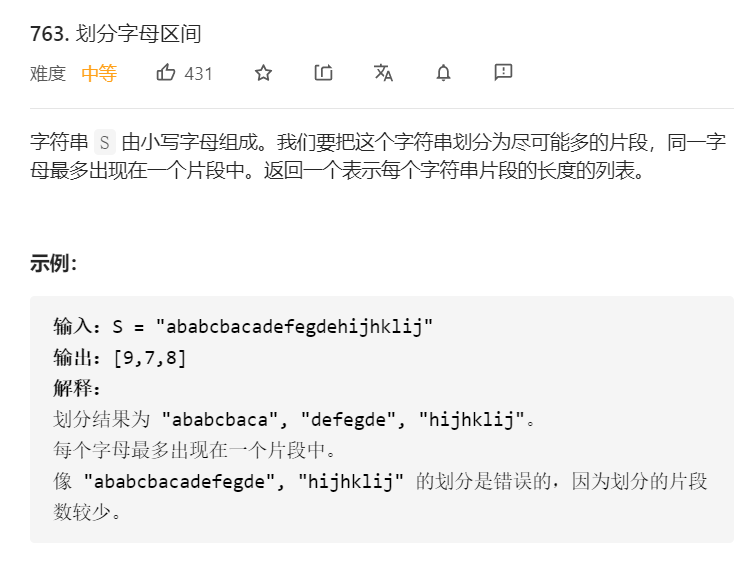 763. 划分字母区间
难度 中等 431
字符串 S 由小写字母组成。我们要把这个字符串划分为尽可能多的片段，同一字
母最多出现在一个片段中。返回一个表示每个字符串片段的长度的列表。
示例：
输入：S = "ababcbacadefegdehijhklij"
输出：[9,7,8]
解释：
划分结果为 "ababcbaca", "defegde", "hijhklij"。
每个字母最多出现在一个片段中。
像 "ababcbacadefegde", "hijhklij" 的划分是错误的，因为划分的片段
数较少。